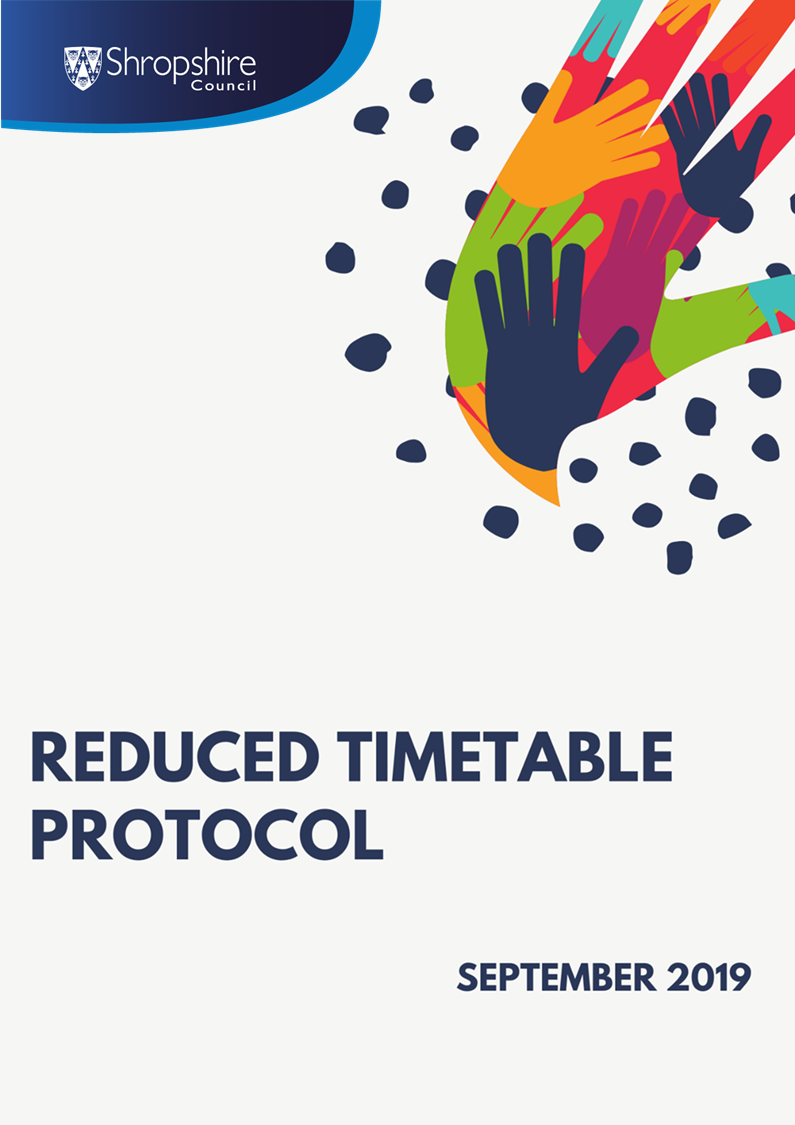 Shropshire
Council
REDUCED TIMETABLE
PROTOCOL
SEPTEMBER 2019